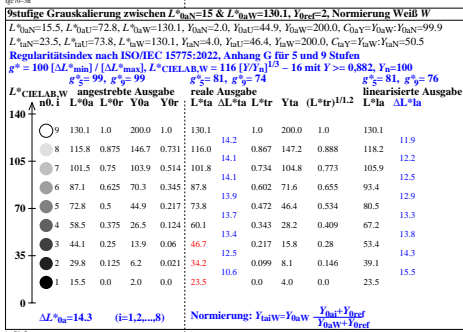 9stufige Grauskalierung zwischen L*0aN=15 & L*0aW=130.1, Y0ref=2, Normierung Weiß W
L*0aN=15.5, L*0aU=72.8, L*0aW=130.1, Y0aN=2.0, Y0aU=44.9, Y0aW=200.0, C0aY=Y0aW:Y0aN=99.9
L*taN=23.5, L*taU=73.8, L*taW=130.1, YtaN=4.0, YtaU=46.4, YtaW=200.0, CtaY=YtaW:YtaN=50.5
Regularitätsindex nach ISO/IEC 15775:2022, Anhang G für 5 und 9 Stufen
g* = 100 [ΔL*min] / [ΔL*max], L*CIELAB,W = 116 [Y/Yn]1/3 − 16 mit Y >= 0,882, Yn=100
g*5= 99, g*9= 99 g*5= 81, g*9= 74 g*5= 81, g*9= 76
L*CIELAB,W angestrebte Ausgabe reale Ausgabe linearisierte Ausgabe
n0. i L*0a L*0r Y0a Y0r L*ta ΔL*ta L*tr Yta (L*tr)1/1.2 L*la ΔL*la
140
9 130.1 1.0 200.0 1.0 130.1 1.0 200.0 1.0 130.1
14.2 11.9
8 115.8 0.875 146.7 0.731 116.0 0.867 147.2 0.888 118.2
14.1 12.2
105
7 101.5 0.75 103.9 0.514 101.8 0.734 104.8 0.773 105.9
14.1 12.5
6 87.1 0.625 70.3 0.345 87.8 0.602 71.6 0.655 93.4
13.9 12.9
70
5 72.8 0.5 44.9 0.217 73.8 0.472 46.4 0.534 80.5
13.7 13.3
4 58.5 0.375 26.5 0.124 60.1 0.343 28.2 0.409 67.2
13.4 13.8
3 44.1 0.25 13.9 0.06 46.7 0.217 15.8 0.28 53.4
12.5 14.3
35
2 29.8 0.125 6.2 0.021 34.2 0.099 8.1 0.146 39.1
10.6 15.5
1 15.5 0.0 2.0 0.0 23.5 0.0 4.0 0.0 23.5
0
ΔL*0a=14.3 (i=1,2,...,8) Normierung: YtaiW=Y0aW Y0ai+Y0ref
Y0aW+Y0ref